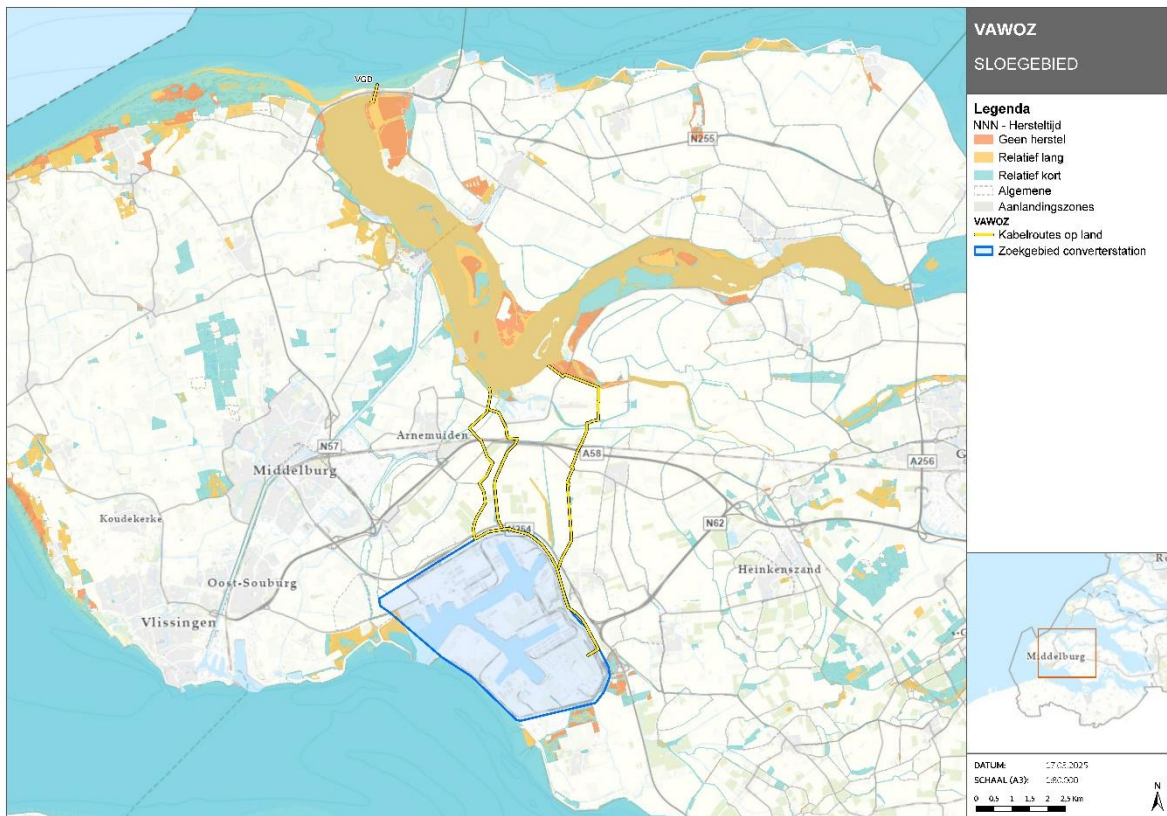 VAWOZ
SLOEGEBIED
Legenda
NNN - Hersteltijd
Geen herstel
Relatief lang
Relatief kort
Algemene
Aanlandingszones
VAWOZ
Kabelroutes op land
Zoekgebied converterstation
VGD
N255
N57
Arnemuiden
Middelburg
A58
A256
G
Koudekerke
N62
Oost-Souburg
Heinkenszand
Vlissingen
Middelburg
DATUM:
SCHAAL (A3):
0 0,5 1 1,5 2 2,5 Km
N